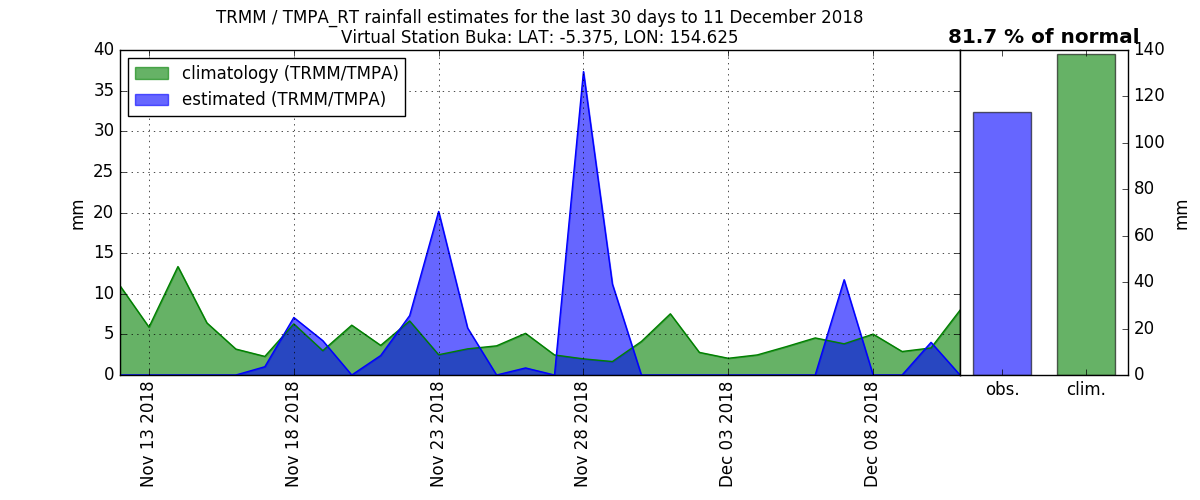 TRMM / TMPA_RT rainfall estimates for the last 30 days to 11 December 2018
Virtual Station Buka: LAT: -5.375, LON: 154.625
81.7 % of normal
climatology (TRMM/TMPA)
estimated (TRMM/TMPA)
mm
40
35
30
25
20
15
10
5
0
Nov 13 2018
Nov 18 2018
Nov 23 2018
Nov 28 2018
Dec 03 2018
Dec 08 2018
obs.
clim.
140
120
100
80
60
40
20
0
mm